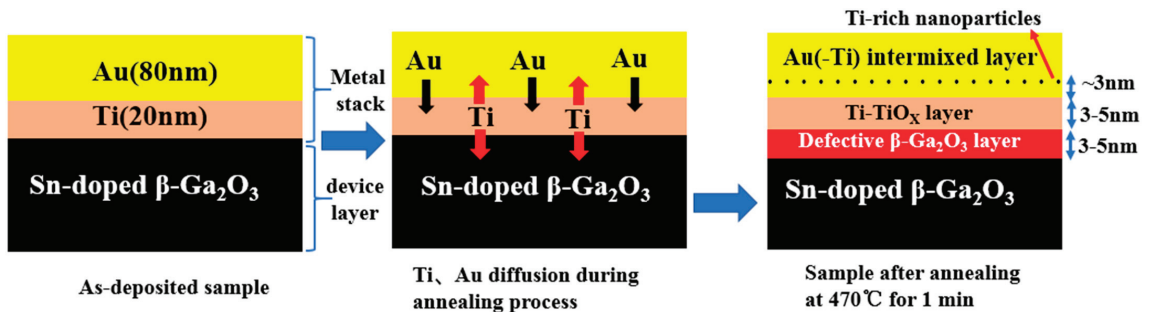 Au(80nm)
Ti(20nm)
Sn-doped β-Ga₂O₃
Metal
stack
device
layer
As-deposited sample
Au Au Au
Ti Ti
Sn-doped β-Ga₂O₃
Ti、Au diffusion during
annealing process
Ti-rich nanoparticles
Au(-Ti) intermixed layer
~3nm
Ti-TiOₓ layer
3-5nm
Defective β-Ga₂O₃ layer
3-5nm
Sn-doped β-Ga₂O₃
Sample after annealing
at 470℃ for 1 min